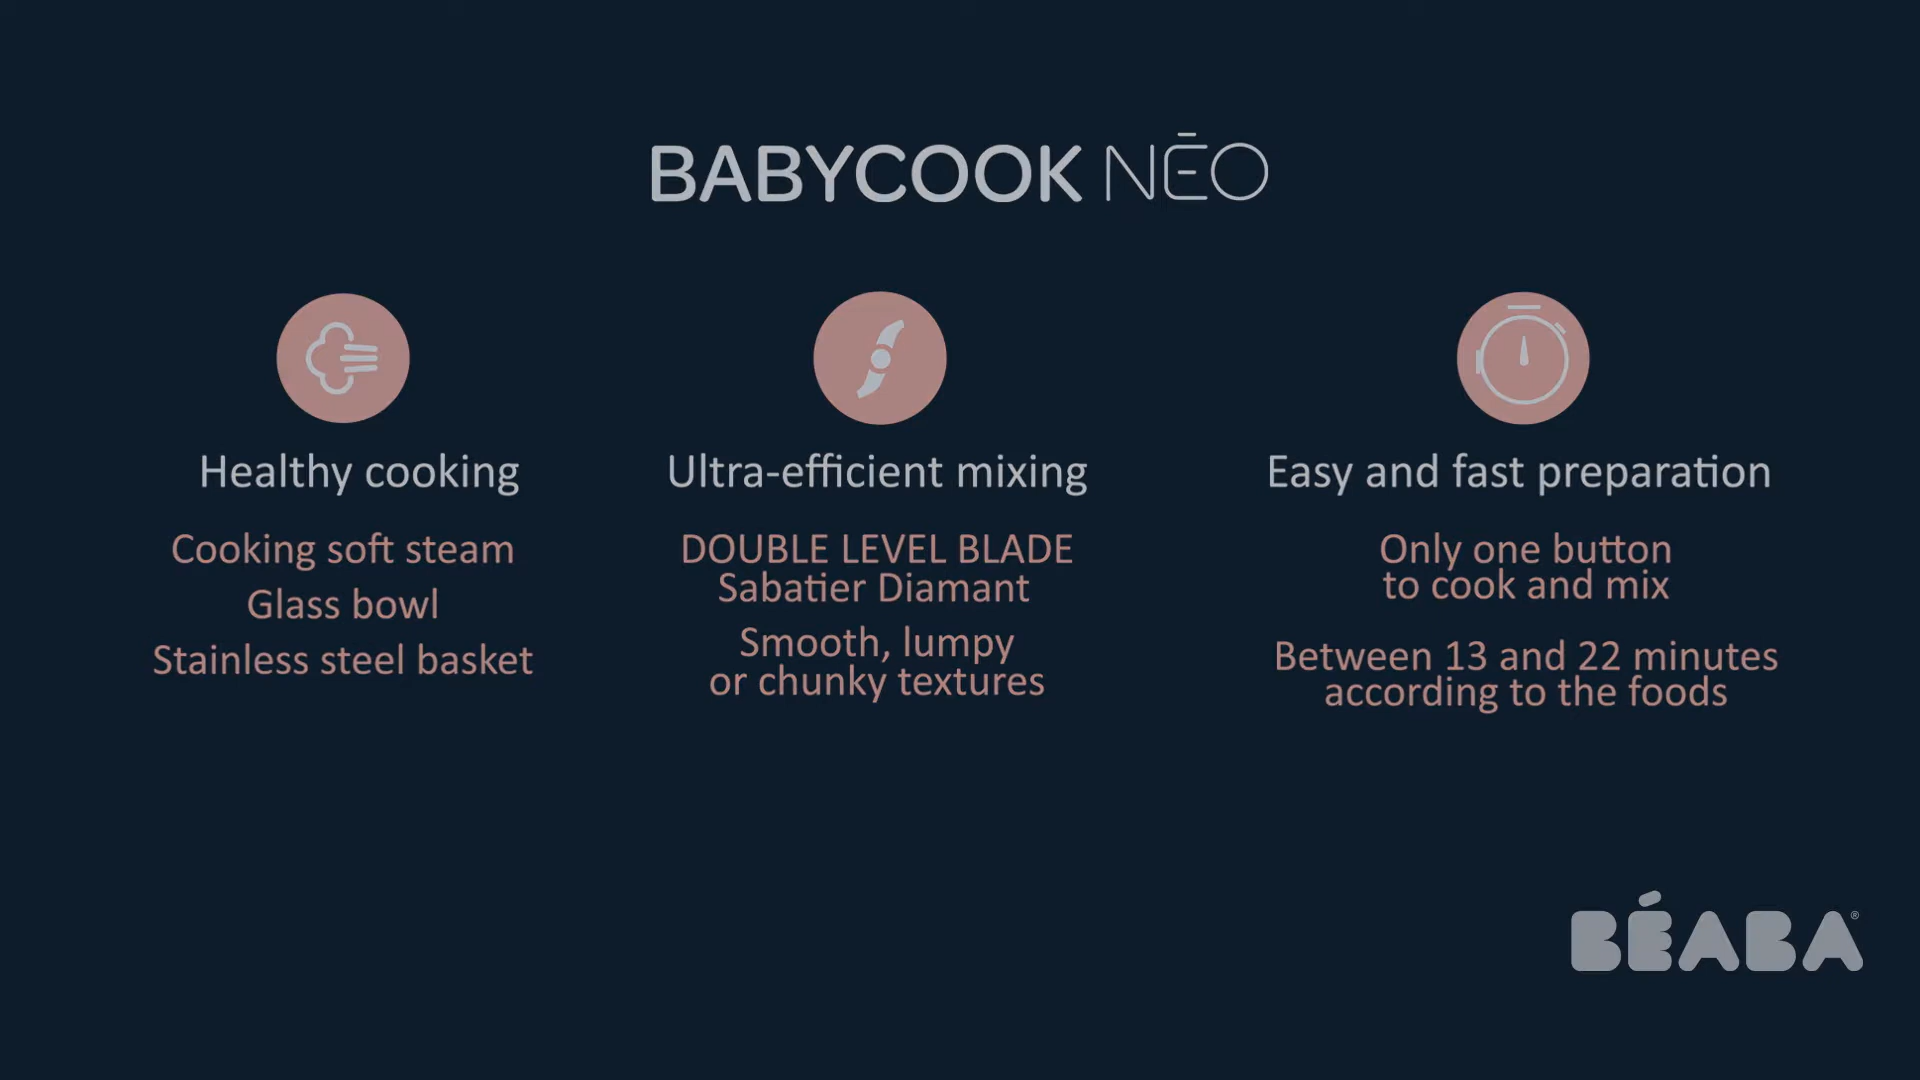 BABYCOOK NĒO
Healthy cooking
Cooking soft steam
Glass bowl
Stainless steel basket
Ultra-efficient mixing
DOUBLE LEVEL BLADE
Sabatier Diamant
Smooth, lumpy
or chunky textures
Easy and fast preparation
Only one button
to cook and mix
Between 13 and 22 minutes
according to the foods
BÉABA®